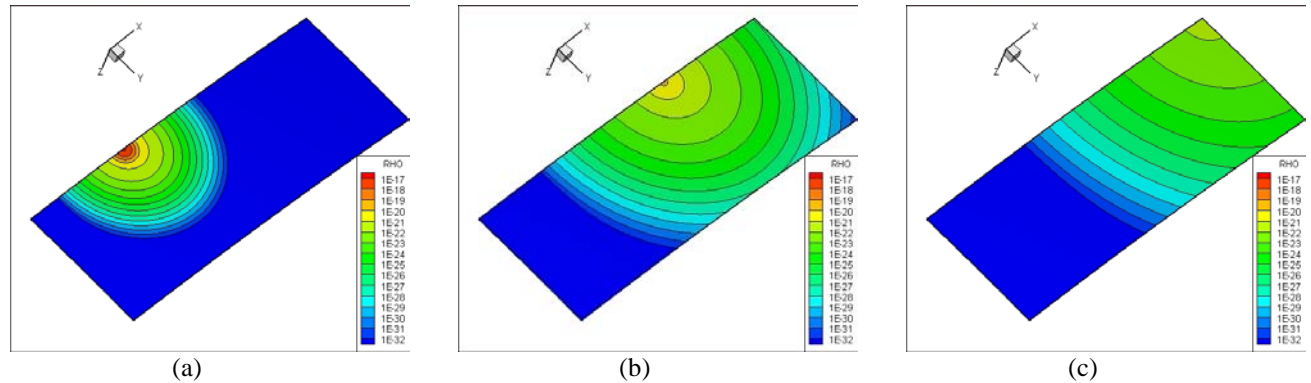 X
Z
Y
RHO
1E-17
1E-18
1E-19
1E-20
1E-21
1E-22
1E-23
1E-24
1E-25
1E-26
1E-27
1E-28
1E-29
1E-30
1E-31
1E-32
(a)
X
Z
Y
RHO
1E-17
1E-18
1E-19
1E-20
1E-21
1E-22
1E-23
1E-24
1E-25
1E-26
1E-27
1E-28
1E-29
1E-30
1E-31
1E-32
(b)
X
Z
Y
RHO
1E-17
1E-18
1E-19
1E-20
1E-21
1E-22
1E-23
1E-24
1E-25
1E-26
1E-27
1E-28
1E-29
1E-30
1E-31
1E-32
(c)